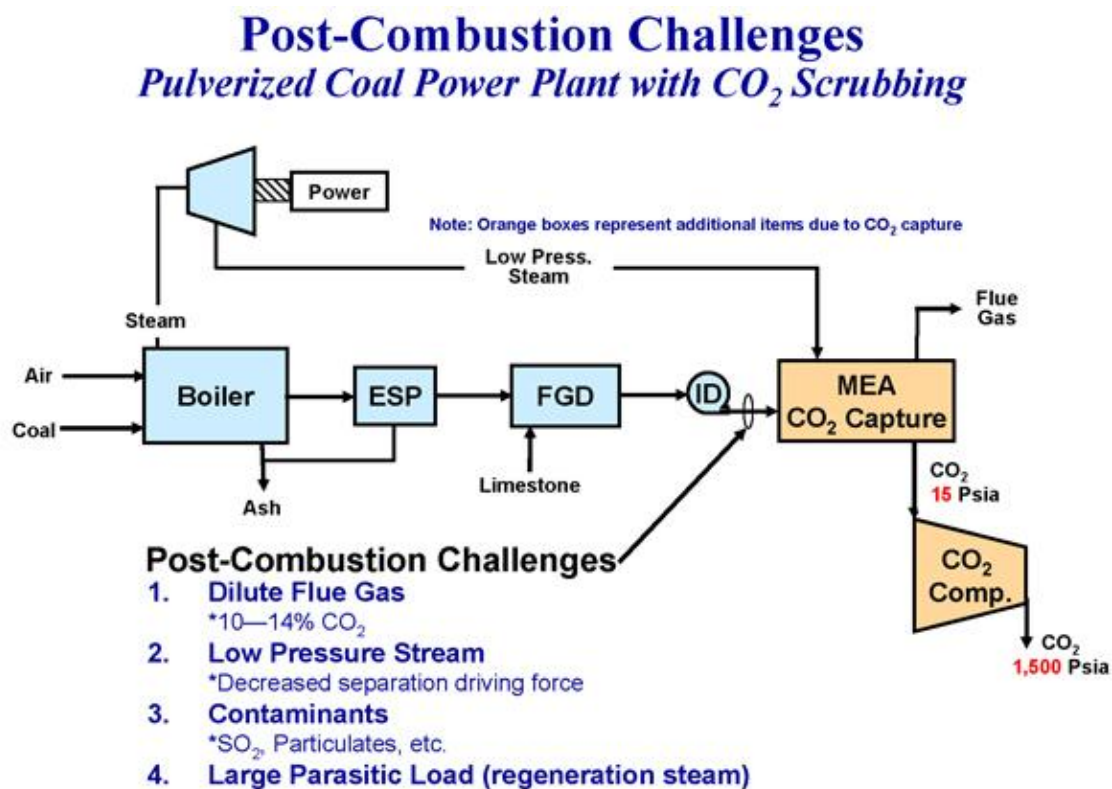 Post-Combustion Challenges
Pulverized Coal Power Plant with CO₂ Scrubbing
Power
Note: Orange boxes represent additional items due to CO₂ capture
Low Press.
Steam
Flue
Gas
Steam
Air
Boiler
ESP
FGD
ID
MEA
CO₂ Capture
Coal
Ash
Limestone
CO₂
15 Psia
Post-Combustion Challenges
CO₂
Comp.
1. Dilute Flue Gas
*10—14% CO₂
2. Low Pressure Stream
*Decreased separation driving force
CO₂
1,500 Psia
3. Contaminants
*SO₂, Particulates, etc.
4. Large Parasitic Load (regeneration steam)